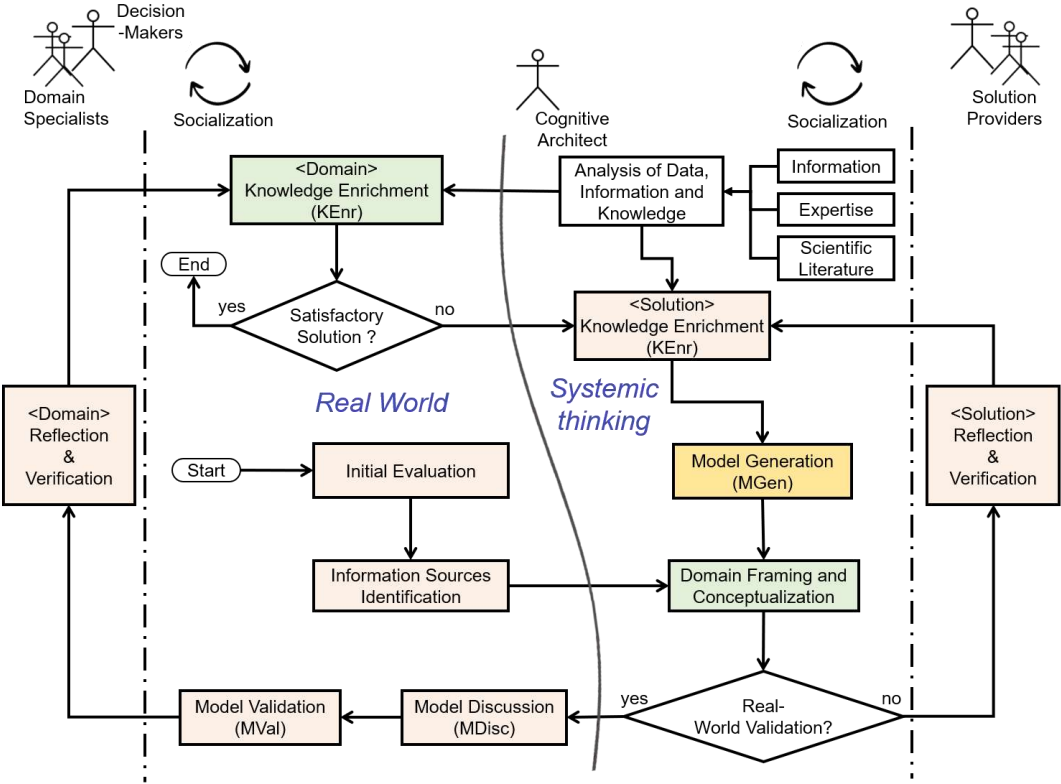 Decision
-Makers
Domain
Specialists
Socialization
Cognitive
Architect
Socialization
Solution
Providers
<Domain>
Knowledge Enrichment
(KEnr)
Analysis of Data,
Information and
Knowledge
Information
Expertise
Scientific
Literature
End
yes
Satisfactory
Solution ?
no
<Solution>
Knowledge Enrichment
(KEnr)
Real World
Systemic
thinking
<Domain>
Reflection
&
Verification
<Solution>
Reflection
&
Verification
Start
Initial Evaluation
Model Generation
(MGen)
Information Sources
Identification
Domain Framing and
Conceptualization
Model Validation
(MVal)
Model Discussion
(MDisc)
yes
Real-
World Validation?
no